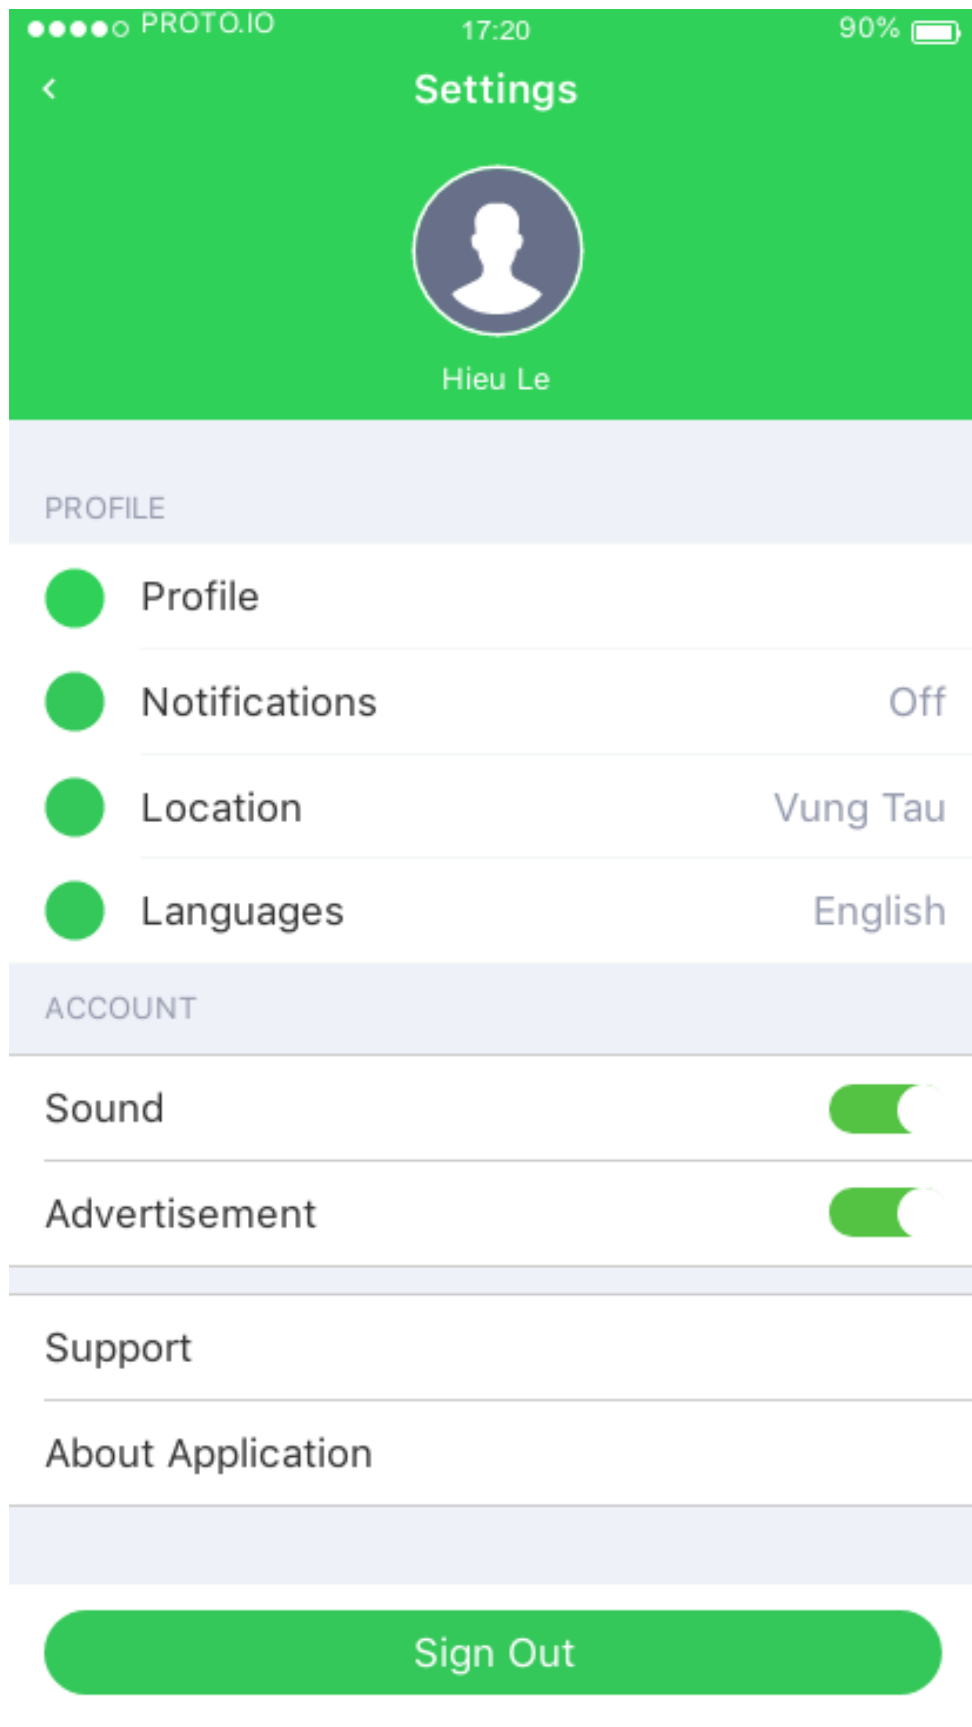 PROTO.IO 17:20 90%
Settings
Hieu Le
PROFILE
Profile
Notifications Off
Location Vung Tau
Languages English
ACCOUNT
Sound
Advertisement
Support
About Application
Sign Out